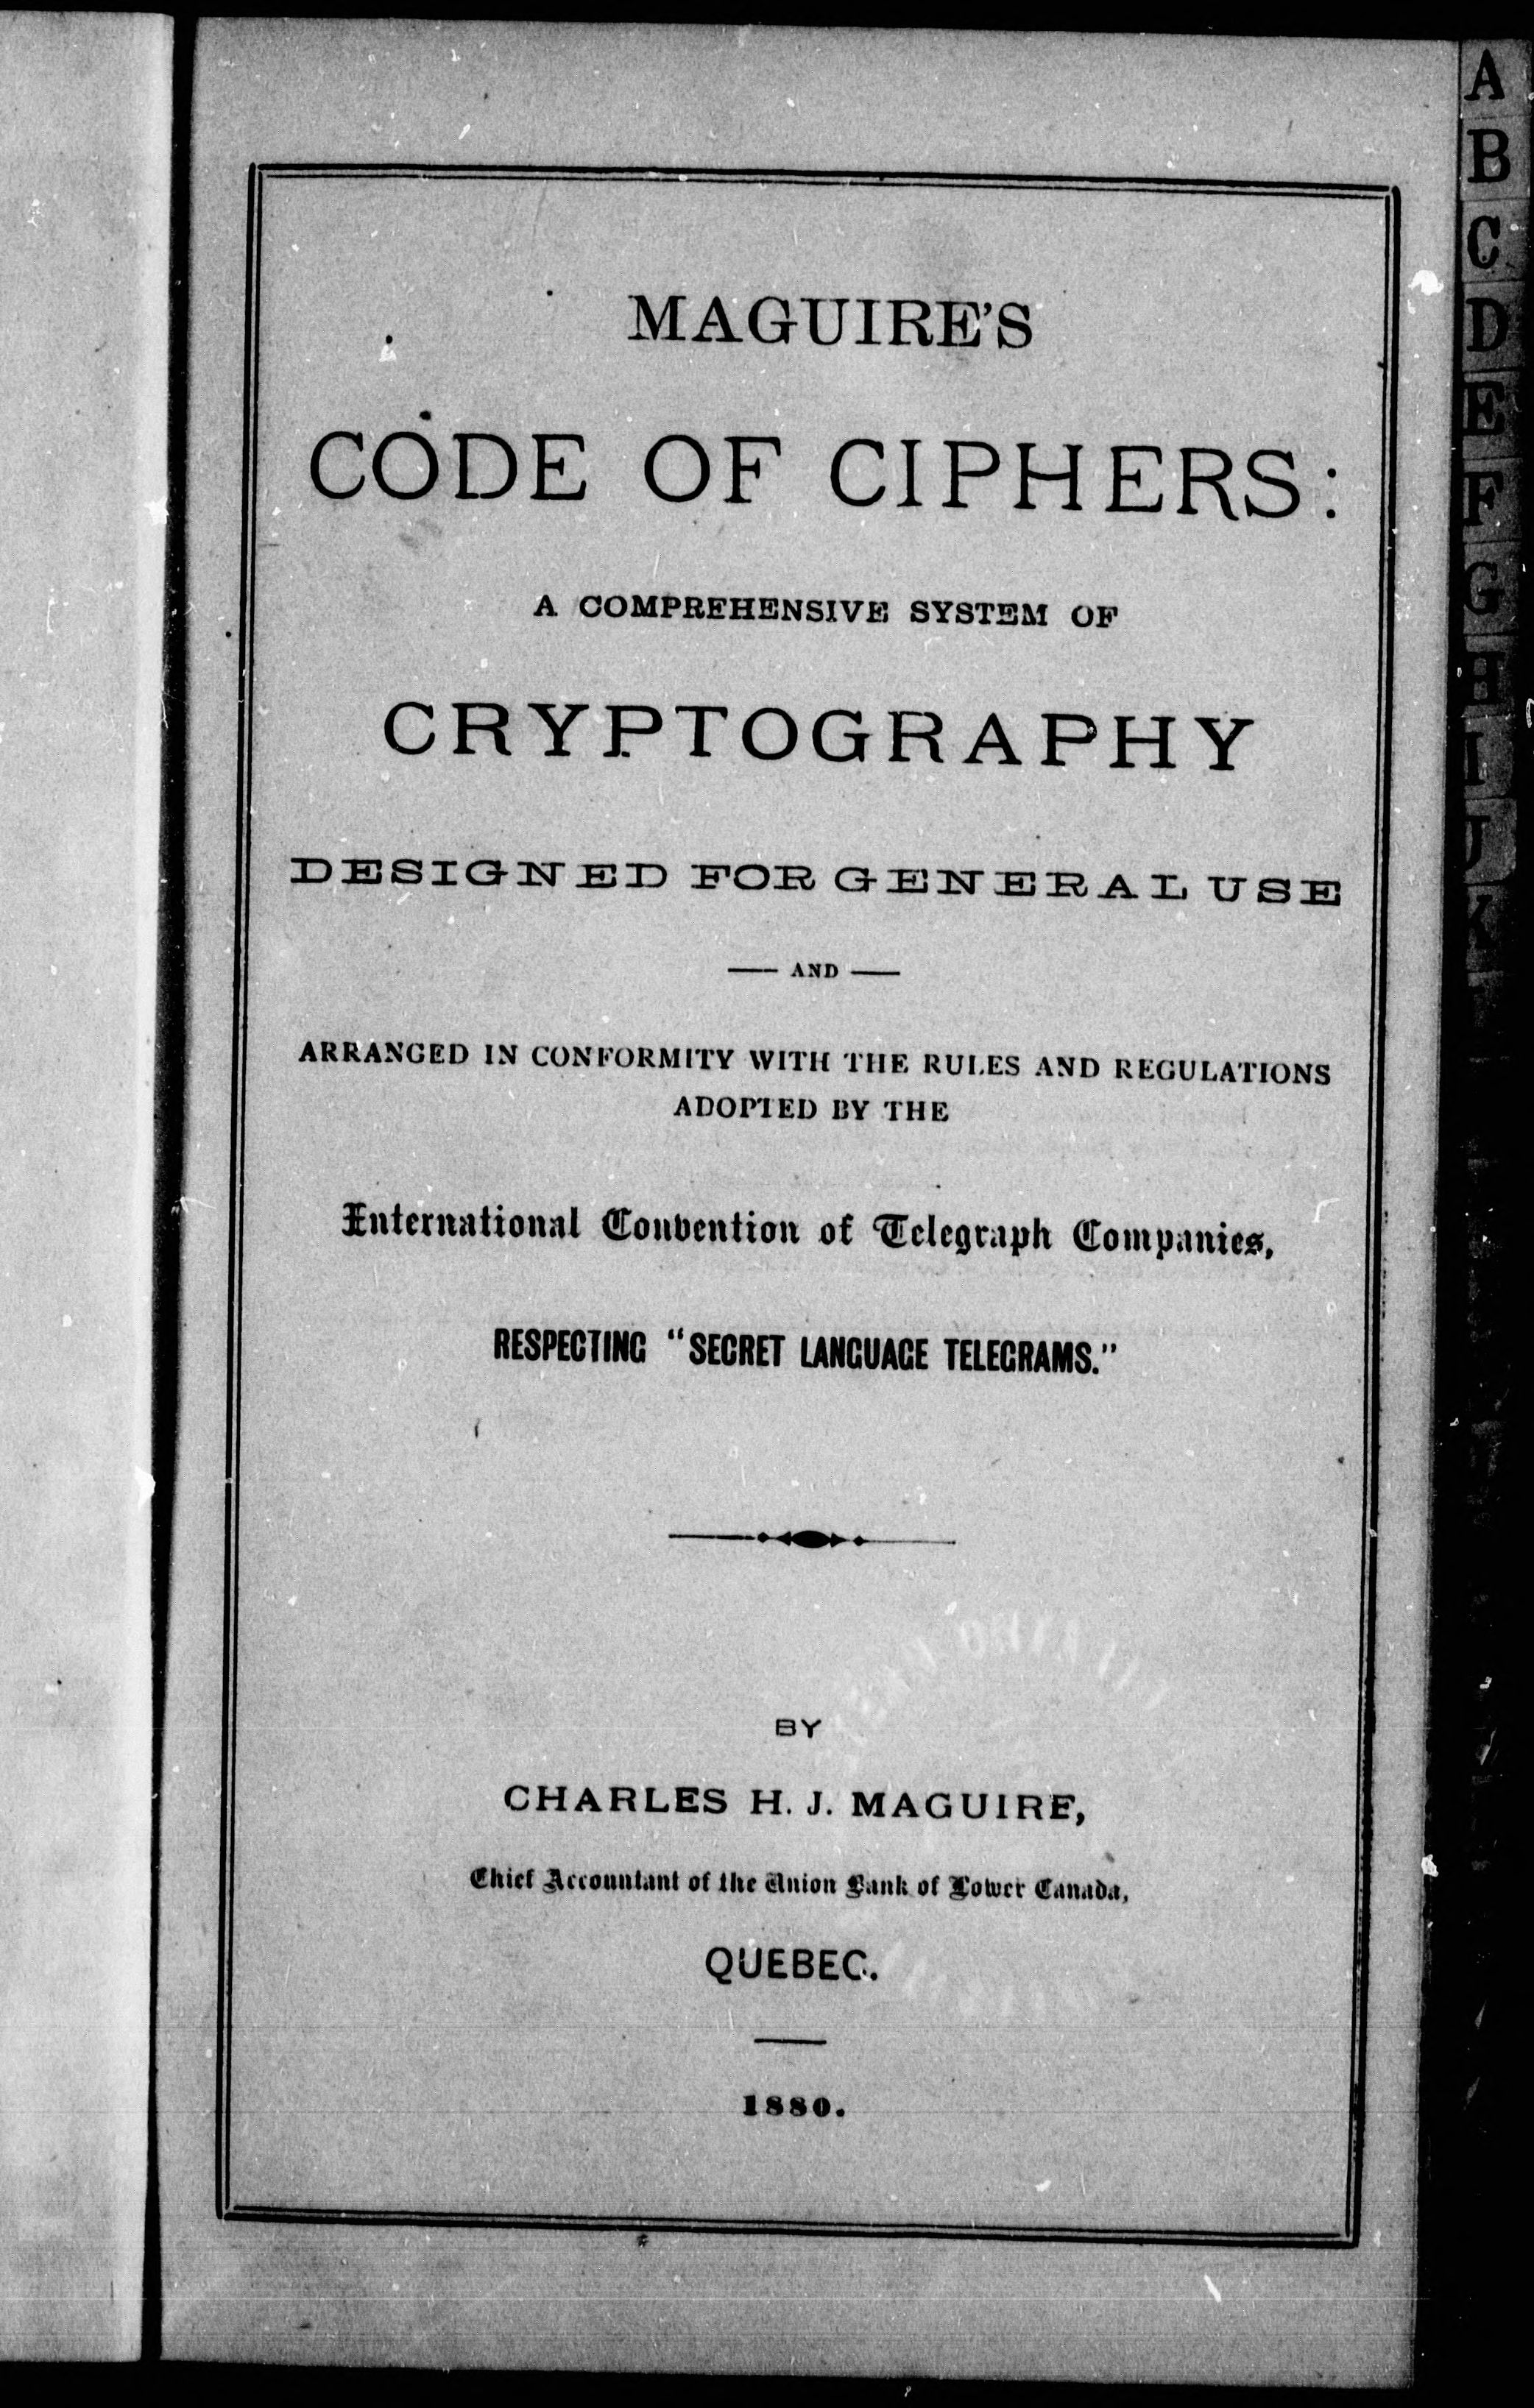 MAGUIRE'S
CODE OF CIPHERS:
A COMPREHENSIVE SYSTEM OF
CRYPTOGRAPHY
DESIGNED FOR GENERAL USE
— AND —
ARRANGED IN CONFORMITY WITH THE RULES AND REGULATIONS
ADOPTED BY THE
International Convention of Telegraph Companies,
RESPECTING "SECRET LANGUAGE TELEGRAMS."
BY
CHARLES H. J. MAGUIRE,
Chief Accountant of the Union Bank of Lower Canada,
QUEBEC.
1880.
A
B
C
D
E
F
G
H
I
J
K